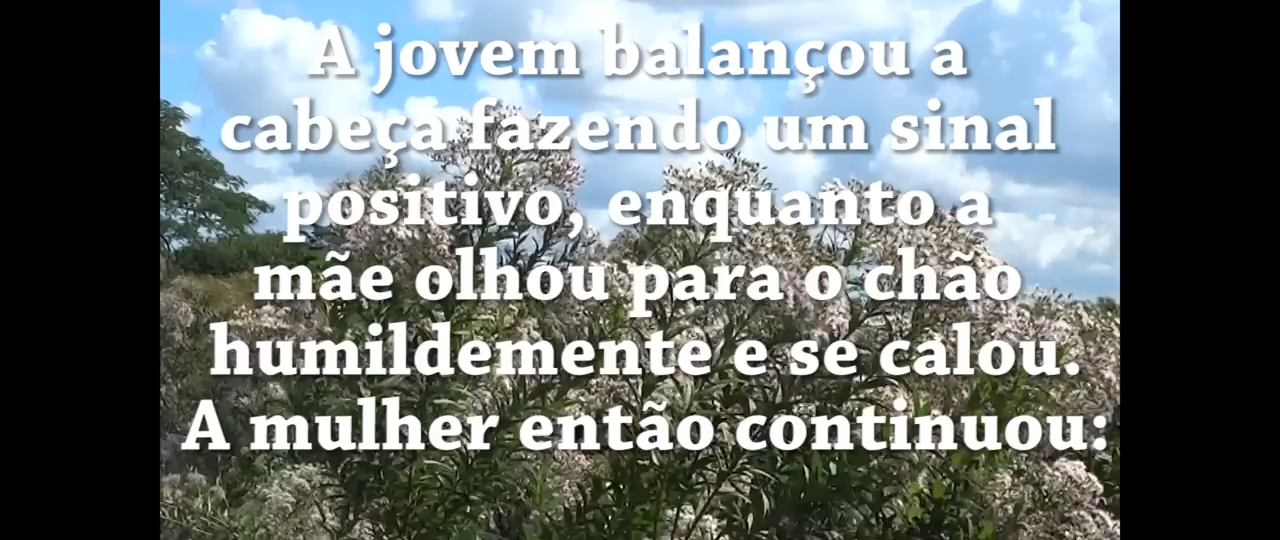 A jovem balançou a
cabeça fazendo um sinal
positivo, enquanto a
mãe olhou para o chão
humildemente e se calou.
A mulher então continuou: